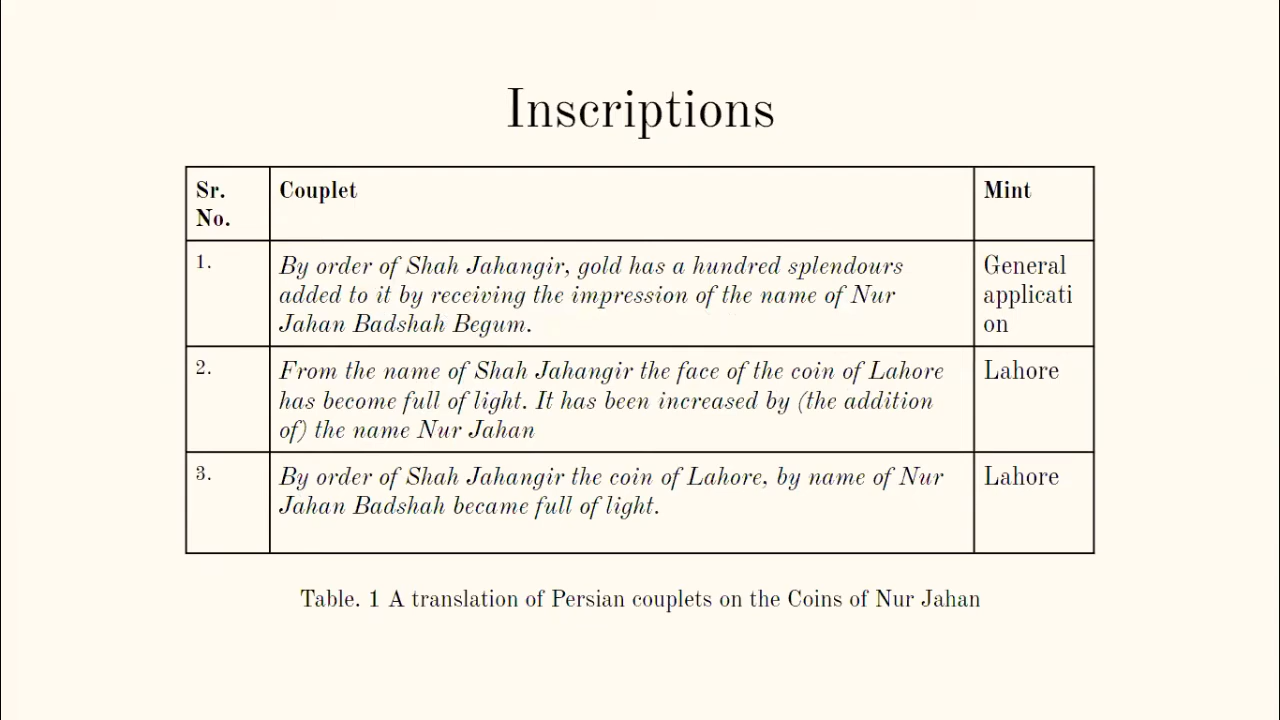 Inscriptions
Sr.
No.
Couplet
Mint
1.
By order of Shah Jahangir, gold has a hundred splendours
added to it by receiving the impression of the name of Nur
Jahan Badshah Begum.
General
applicati
on
2.
From the name of Shah Jahangir the face of the coin of Lahore
has become full of light. It has been increased by (the addition
of) the name Nur Jahan
Lahore
3.
By order of Shah Jahangir the coin of Lahore, by name of Nur
Jahan Badshah became full of light.
Lahore
Table. 1 A translation of Persian couplets on the Coins of Nur Jahan